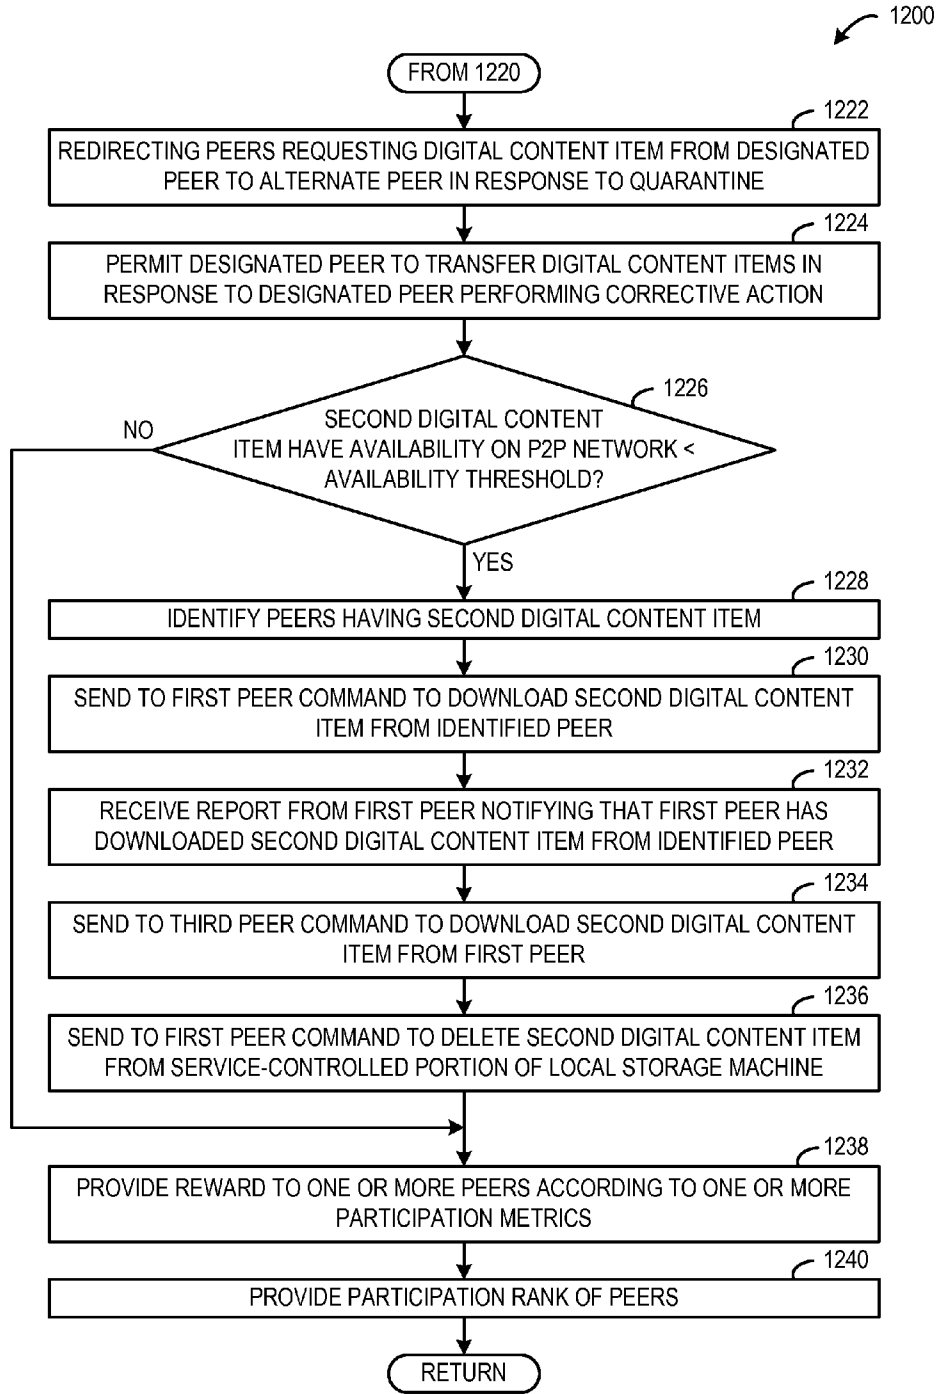 1200
FROM 1220
1222
REDIRECTING PEERS REQUESTING DIGITAL CONTENT ITEM FROM DESIGNATED
PEER TO ALTERNATE PEER IN RESPONSE TO QUARANTINE
1224
PERMIT DESIGNATED PEER TO TRANSFER DIGITAL CONTENT ITEMS IN
RESPONSE TO DESIGNATED PEER PERFORMING CORRECTIVE ACTION
1226
SECOND DIGITAL CONTENT
ITEM HAVE AVAILABILITY ON P2P NETWORK <
AVAILABILITY THRESHOLD?
NO
YES
1228
IDENTIFY PEERS HAVING SECOND DIGITAL CONTENT ITEM
1230
SEND TO FIRST PEER COMMAND TO DOWNLOAD SECOND DIGITAL CONTENT
ITEM FROM IDENTIFIED PEER
1232
RECEIVE REPORT FROM FIRST PEER NOTIFYING THAT FIRST PEER HAS
DOWNLOADED SECOND DIGITAL CONTENT ITEM FROM IDENTIFIED PEER
1234
SEND TO THIRD PEER COMMAND TO DOWNLOAD SECOND DIGITAL CONTENT
ITEM FROM FIRST PEER
1236
SEND TO FIRST PEER COMMAND TO DELETE SECOND DIGITAL CONTENT ITEM
FROM SERVICE-CONTROLLED PORTION OF LOCAL STORAGE MACHINE
1238
PROVIDE REWARD TO ONE OR MORE PEERS ACCORDING TO ONE OR MORE
PARTICIPATION METRICS
1240
PROVIDE PARTICIPATION RANK OF PEERS
RETURN